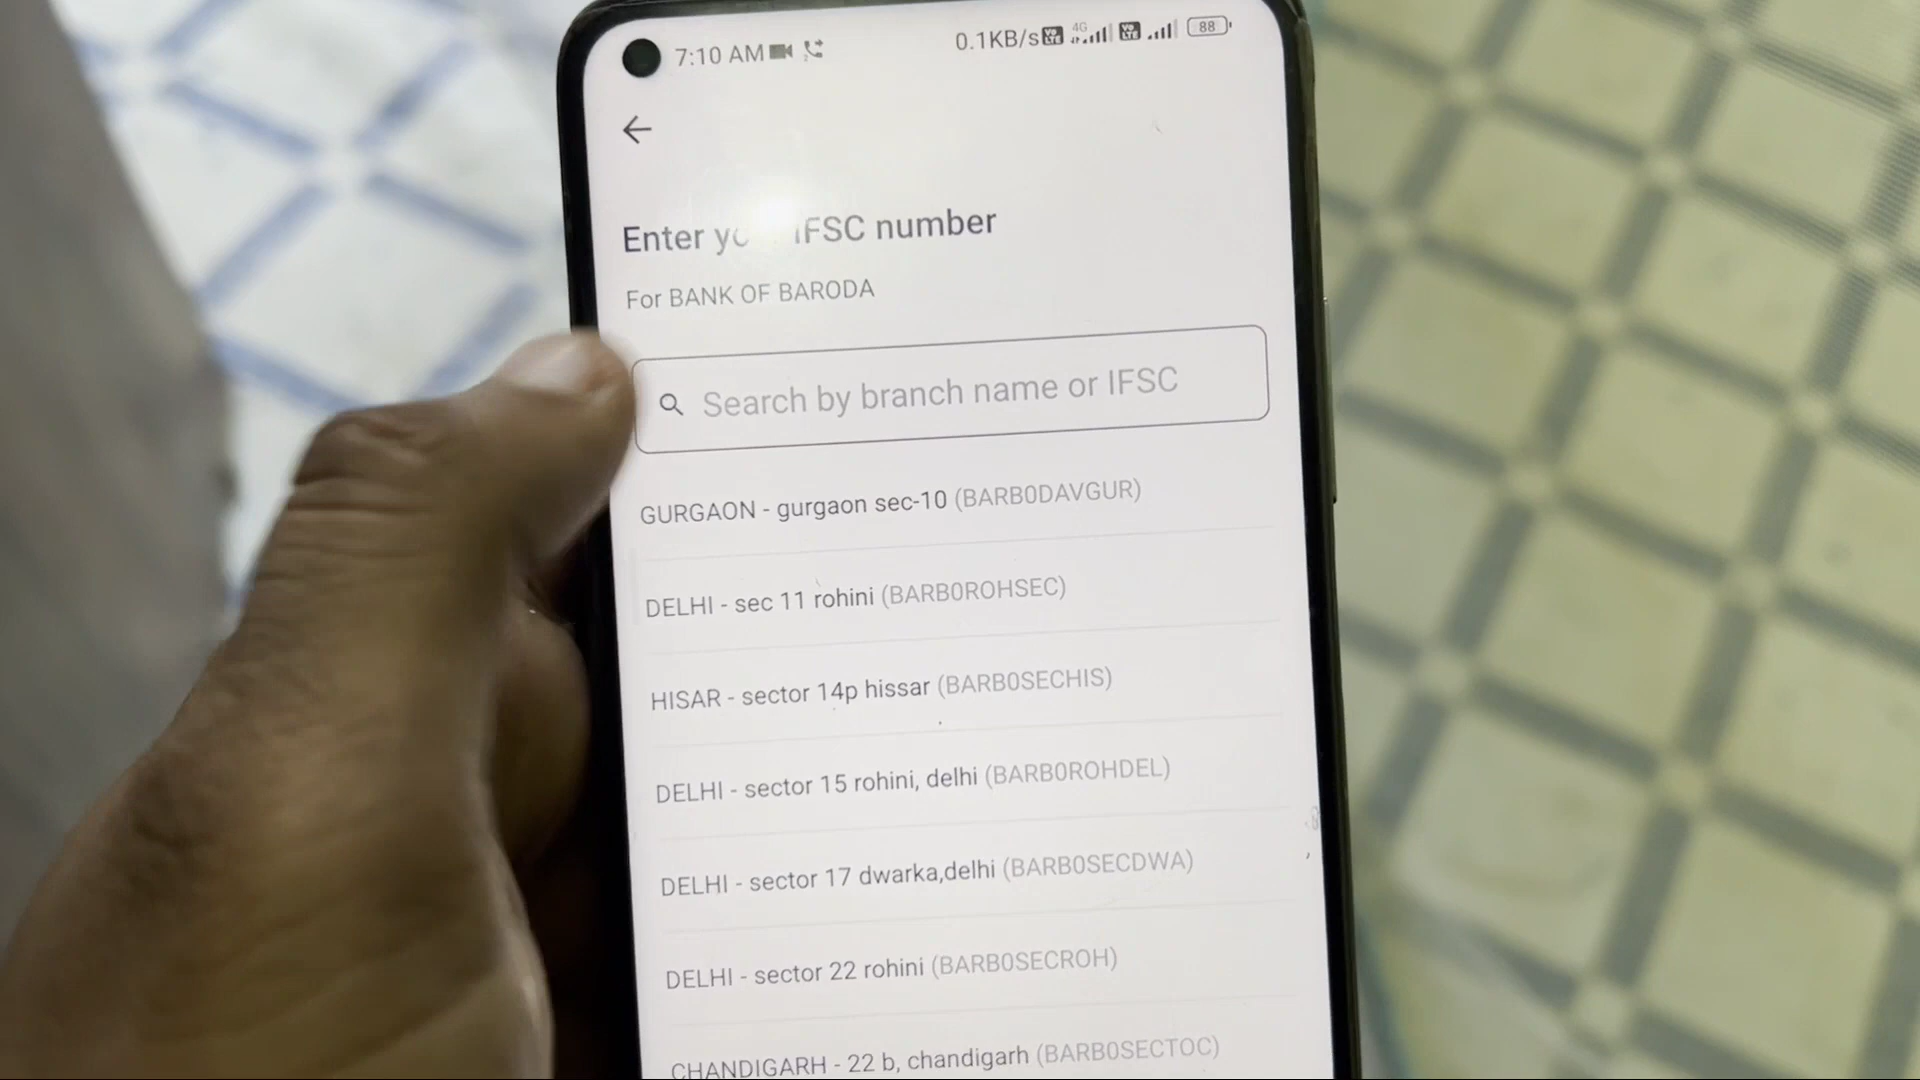 7:10 AM 0.1KB/s 4G 88
Enter IFSC number
For BANK OF BARODA
Search by branch name or IFSC
GURGAON - gurgaon sec-10 (BARB0DAVGUR)
DELHI - sec 11 rohini (BARB0ROHSEC)
HISAR - sector 14p hissar (BARB0SECHIS)
DELHI - sector 15 rohini, delhi (BARB0ROHDEL)
DELHI - sector 17 dwarka,delhi (BARB0SECDWA)
DELHI - sector 22 rohini (BARB0SECROH)
CHANDIGARH - 22 b, chandigarh (BARB0SECTOC)